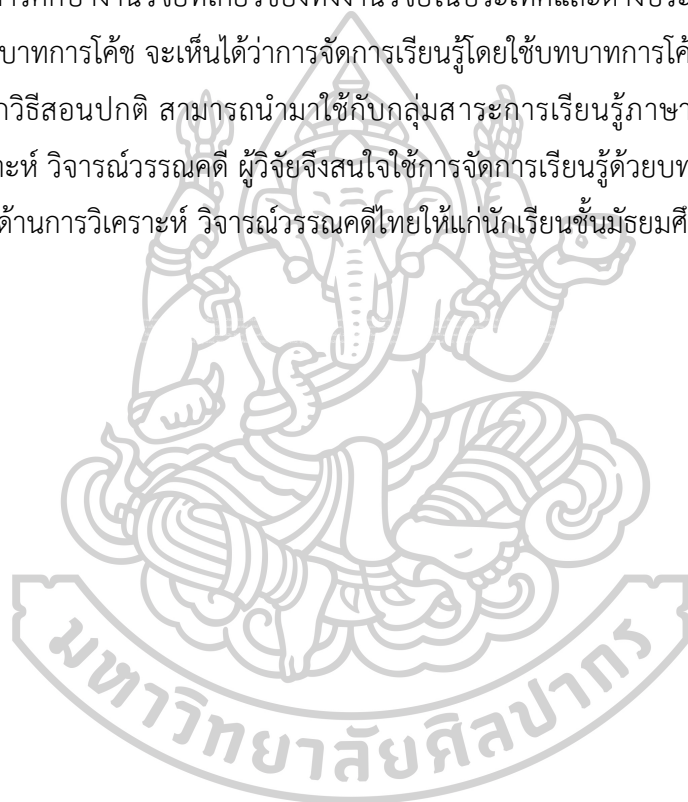 บาทการโค้ช จะเห็นได้ว่าการจัดการเรียนรู้โดยใช้บทบาทการโค้
วิธีสอนปกติ สามารถนำมาใช้กับกลุ่มสาระการเรียนรู้ภาษา
ะห์ วิจารณ์วรรณคดี ผู้วิจัยจึงสนใจใช้การจัดการเรียนรู้ด้วยบท
ด้านการวิเคราะห์ วิจารณ์วรรณคดีไทยให้แก่นักเรียนชั้นมัธยมศึ
มหาวิทยาลัยศิลปากร